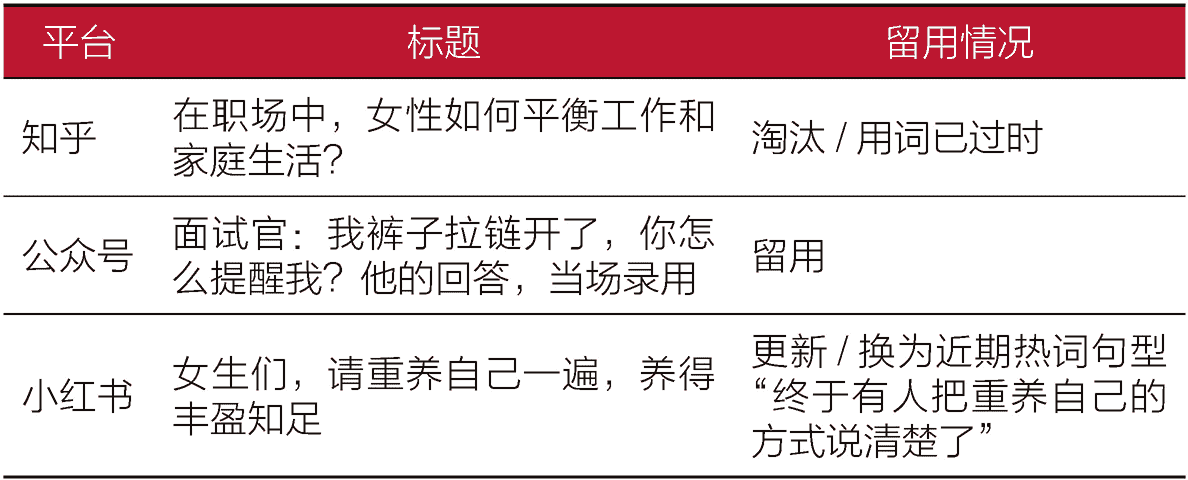 平台 标题 留用情况
知乎
在职场中，女性如何平衡工作和
家庭生活？
淘汰 / 用词已过时
公众号
面试官：我裤子拉链开了，你怎
么提醒我？他的回答，当场录用
留用
小红书
女生们，请重养自己一遍，养得
丰盈知足
更新 / 换为近期热词句型
“终于有人把重养自己的
方式说清楚了”